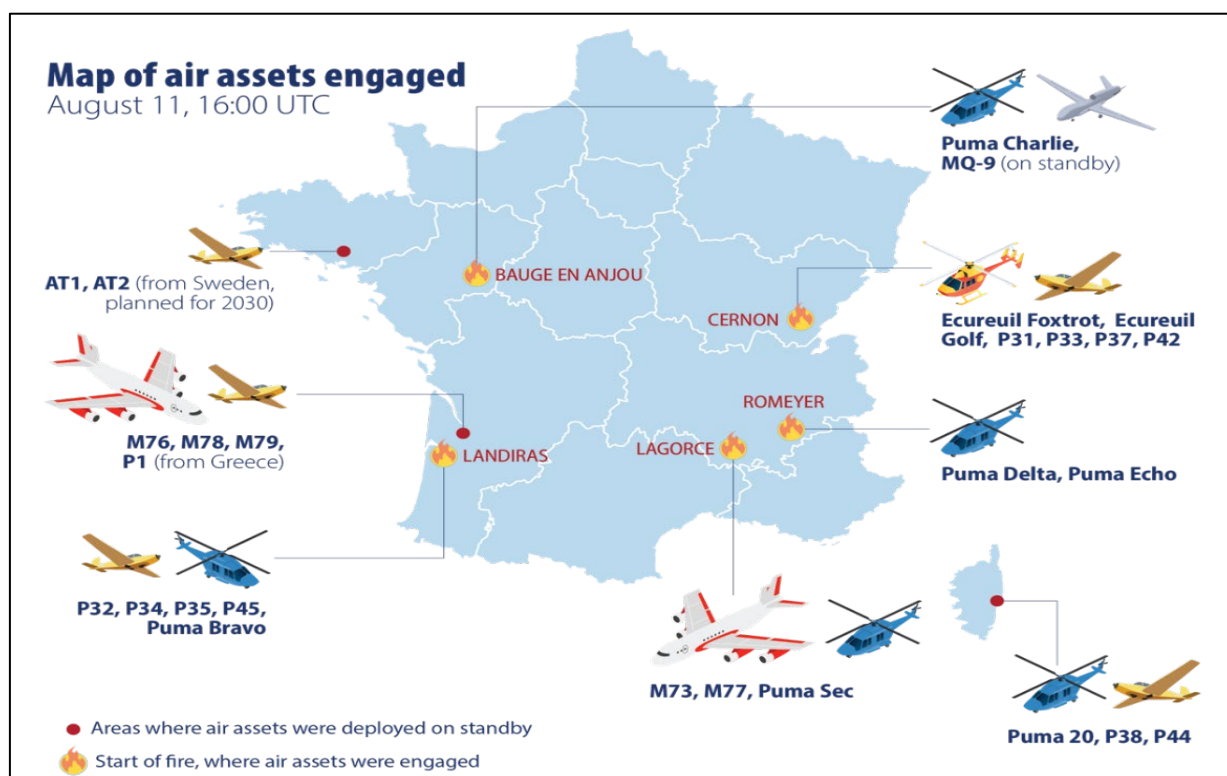 Map of air assets engaged
August 11, 16:00 UTC
Puma Charlie,
MQ-9 (on standby)
BAUGE EN ANJOU
AT1, AT2 (from Sweden,
planned for 2030)
CERNON
Ecureuil Foxtrot, Ecureuil
Golf, P31, P33, P37, P42
M76, M78, M79,
P1 (from Greece)
ROMEYER
LANDIRAS
LAGORCE
Puma Delta, Puma Echo
P32, P34, P35, P45,
Puma Bravo
M73, M77, Puma Sec
Puma 20, P38, P44
Areas where air assets were deployed on standby
Start of fire, where air assets were engaged